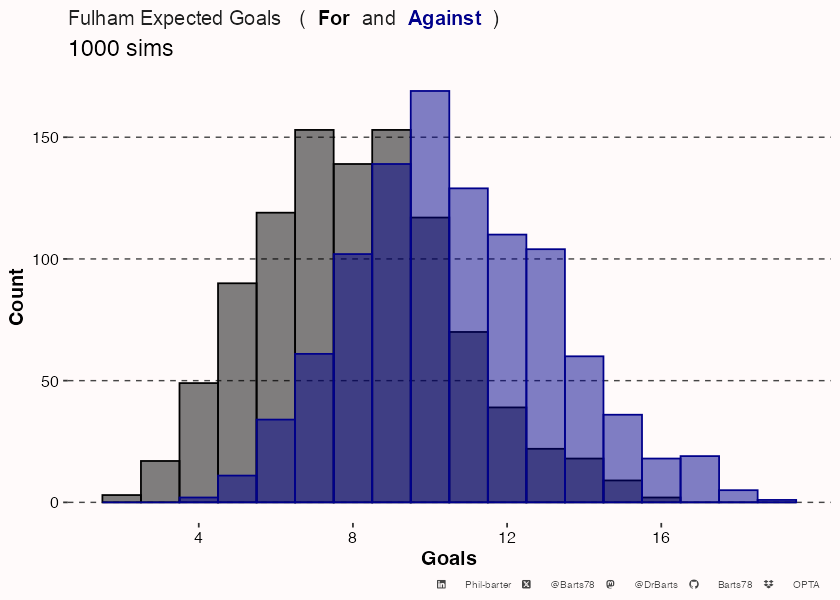 Fulham Expected Goals ( For and Against )
1000 sims
150
100
50
0
Count
4 8 12 16
Goals
Phil-barter @Barts78 @DrBarts Barts78 OPTA